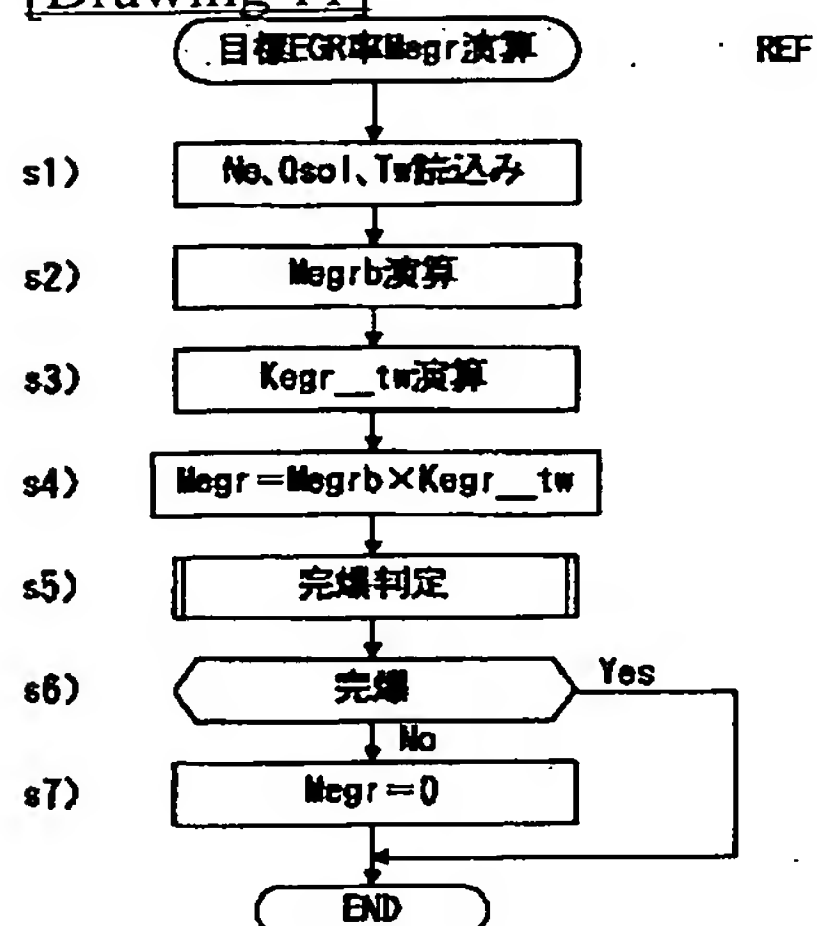 [Drawing 11]
目標EGR率Megr演算
REF
s1)
Ne、Qsol、Tw読込み
s2)
Megrb演算
s3)
Kegr__tw演算
s4)
Megr=Megrb×Kegr__tw
s5)
完爆判定
s6)
完爆
Yes
No
s7)
Megr=0
END